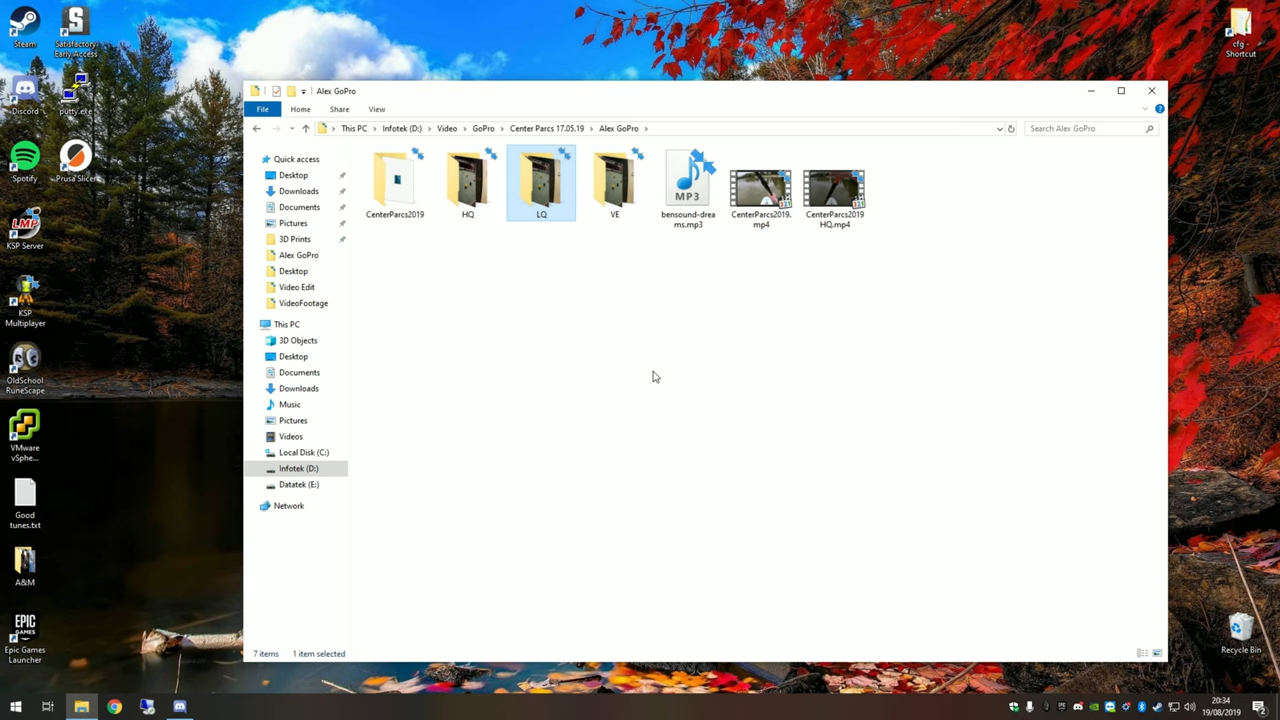 Steam
Satisfactory Early Access
Discord
putty.exe
Spotify
Prusa Slicer
LMP
KSP Server
KSP Multiplayer
OldSchool RuneScape
VMware vSphe...
Good tunes.txt
A&M
EPIC GAMES
Epic Games Launcher
cfg - Shortcut
Recycle Bin
Alex GoPro
File Home Share View
This PC > Infotek (D:) > Video > GoPro > Center Parcs 17.05.19 > Alex GoPro >
Search Alex GoPro
Quick access
Desktop
Downloads
Documents
Pictures
3D Prints
Alex GoPro
Desktop
Video Edit
VideoFootage
This PC
3D Objects
Desktop
Documents
Downloads
Music
Pictures
Videos
Local Disk (C:)
Infotek (D:)
Datatek (E:)
Network
CenterParcs2019
HQ
LQ
VE
MP3
bensound-dreams.mp3
CenterParcs2019.mp4
CenterParcs2019 HQ.mp4
7 items 1 item selected
20:34
19/08/2019
2